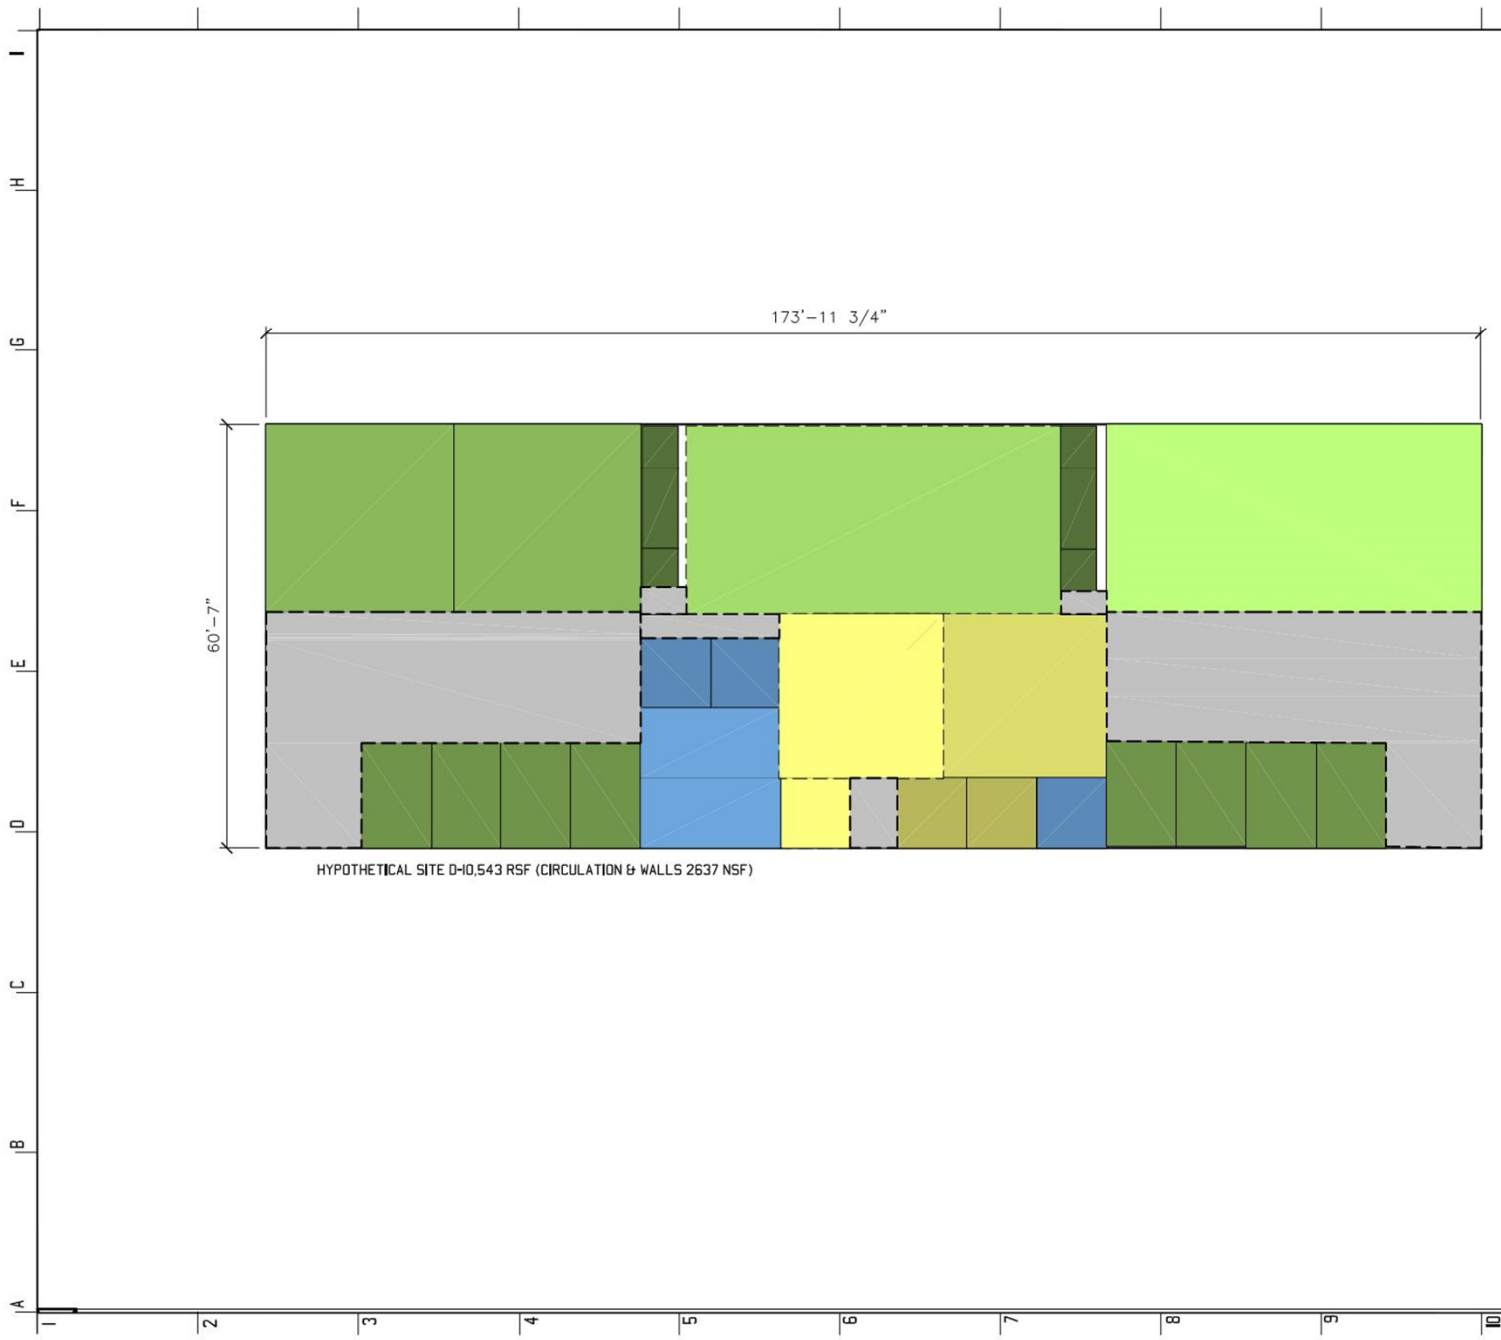 I
H
G
F
E
D
C
B
A
173'-11 3/4"
60'-7"
HYPOTHETICAL SITE D-10,543 RSF (CIRCULATION & WALLS 2637 NSF)
1
2
3
4
5
6
7
8
9
10